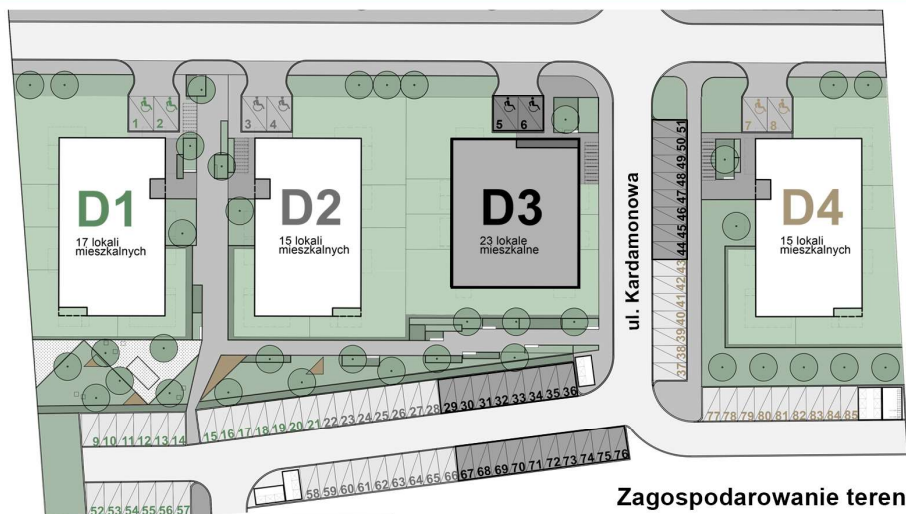 1 2
3 4
5 6
7 8
D1
17 lokali
mieszkalnych
D2
15 lokali
mieszkalnych
D3
23 lokale
mieszkalne
ul. Kardamonowa
51
50
49
48
47
46
45
44
43
42
41
40
39
38
37
D4
15 lokali
mieszkalnych
9 10 11 12 13 14
15 16 17 18 19 20 21 22 23 24 25 26 27 28 29 30 31 32 33 34 35 36
77 78 79 80 81 82 83 84 85
52 53 54 55 56 57
58 59 60 61 62 63 64 65 66 67 68 69 70 71 72 73 74 75 76
Zagospodarowanie teren